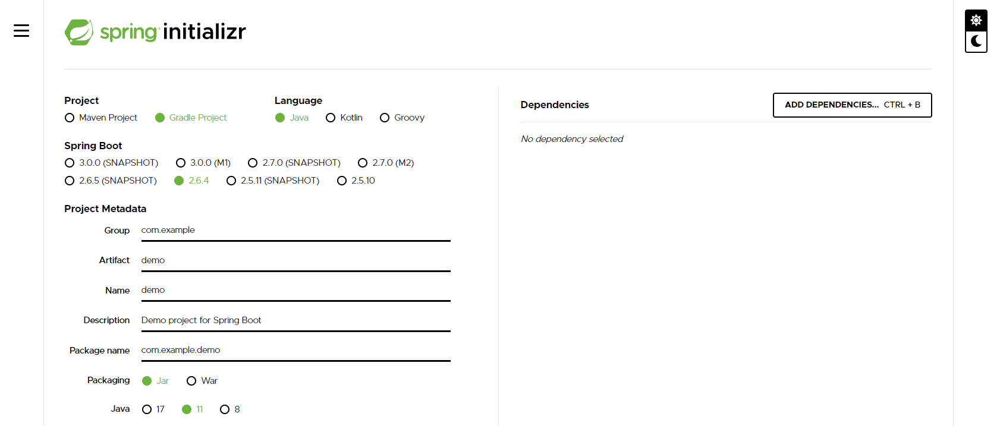 spring initializr
Project
Maven Project Gradle Project
Language
Java Kotlin Groovy
Spring Boot
3.0.0 (SNAPSHOT) 3.0.0 (M1) 2.7.0 (SNAPSHOT) 2.7.0 (M2)
2.6.5 (SNAPSHOT) 2.6.4 2.5.11 (SNAPSHOT) 2.5.10
Project Metadata
Group com.example
Artifact demo
Name demo
Description Demo project for Spring Boot
Package name com.example.demo
Packaging Jar War
Java 17 11 8
Dependencies
ADD DEPENDENCIES... CTRL + B
No dependency selected